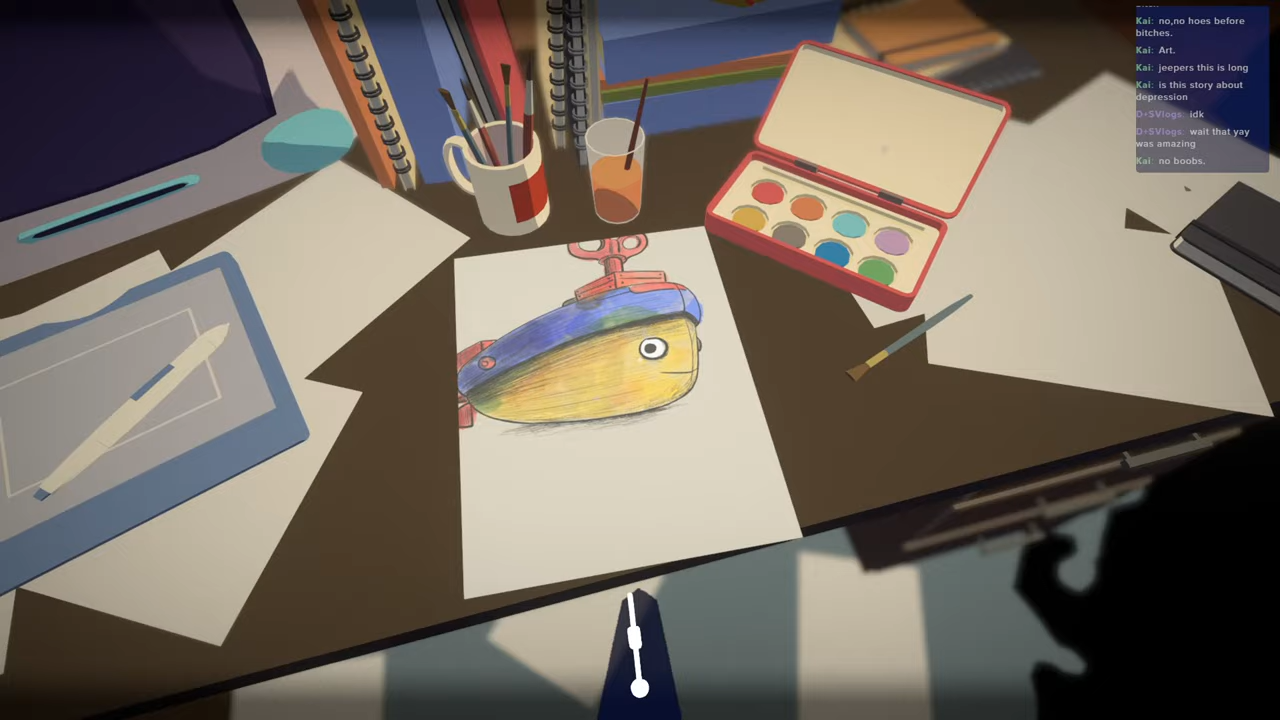 Kai: no,no hoes before
bitches.
Kai: Art.
Kai: jeepers this is long
Kai: is this story about
depression
D+SVlogs: idk
D+SVlogs: wait that yay
was amazing
Kai: no boobs.